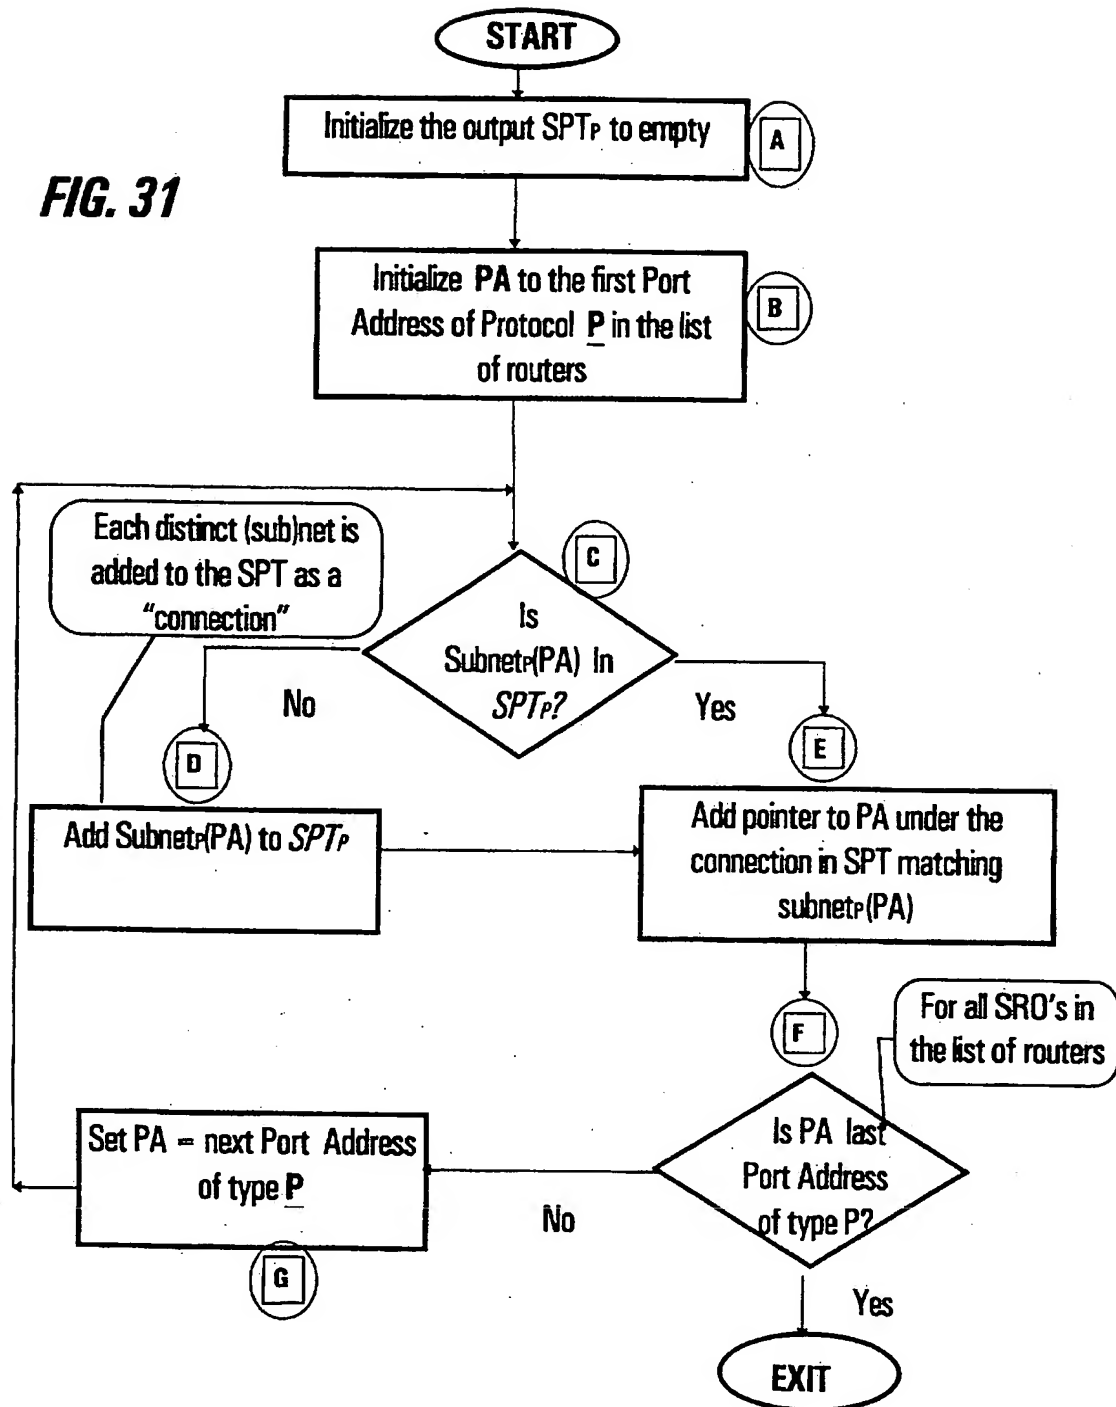 START
Initialize the output SPTP to empty
A
FIG. 31
Initialize PA to the first Port
Address of Protocol P in the list
of routers
B
Each distinct (sub)net is
added to the SPT as a
"connection"
C
Is
SubnetP(PA) In
SPTP?
No
Yes
D
E
Add SubnetP(PA) to SPTP
Add pointer to PA under the
connection in SPT matching
subnetP(PA)
F
For all SRO's in
the list of routers
Set PA = next Port Address
of type P
Is PA last
Port Address
of type P?
No
G
Yes
EXIT